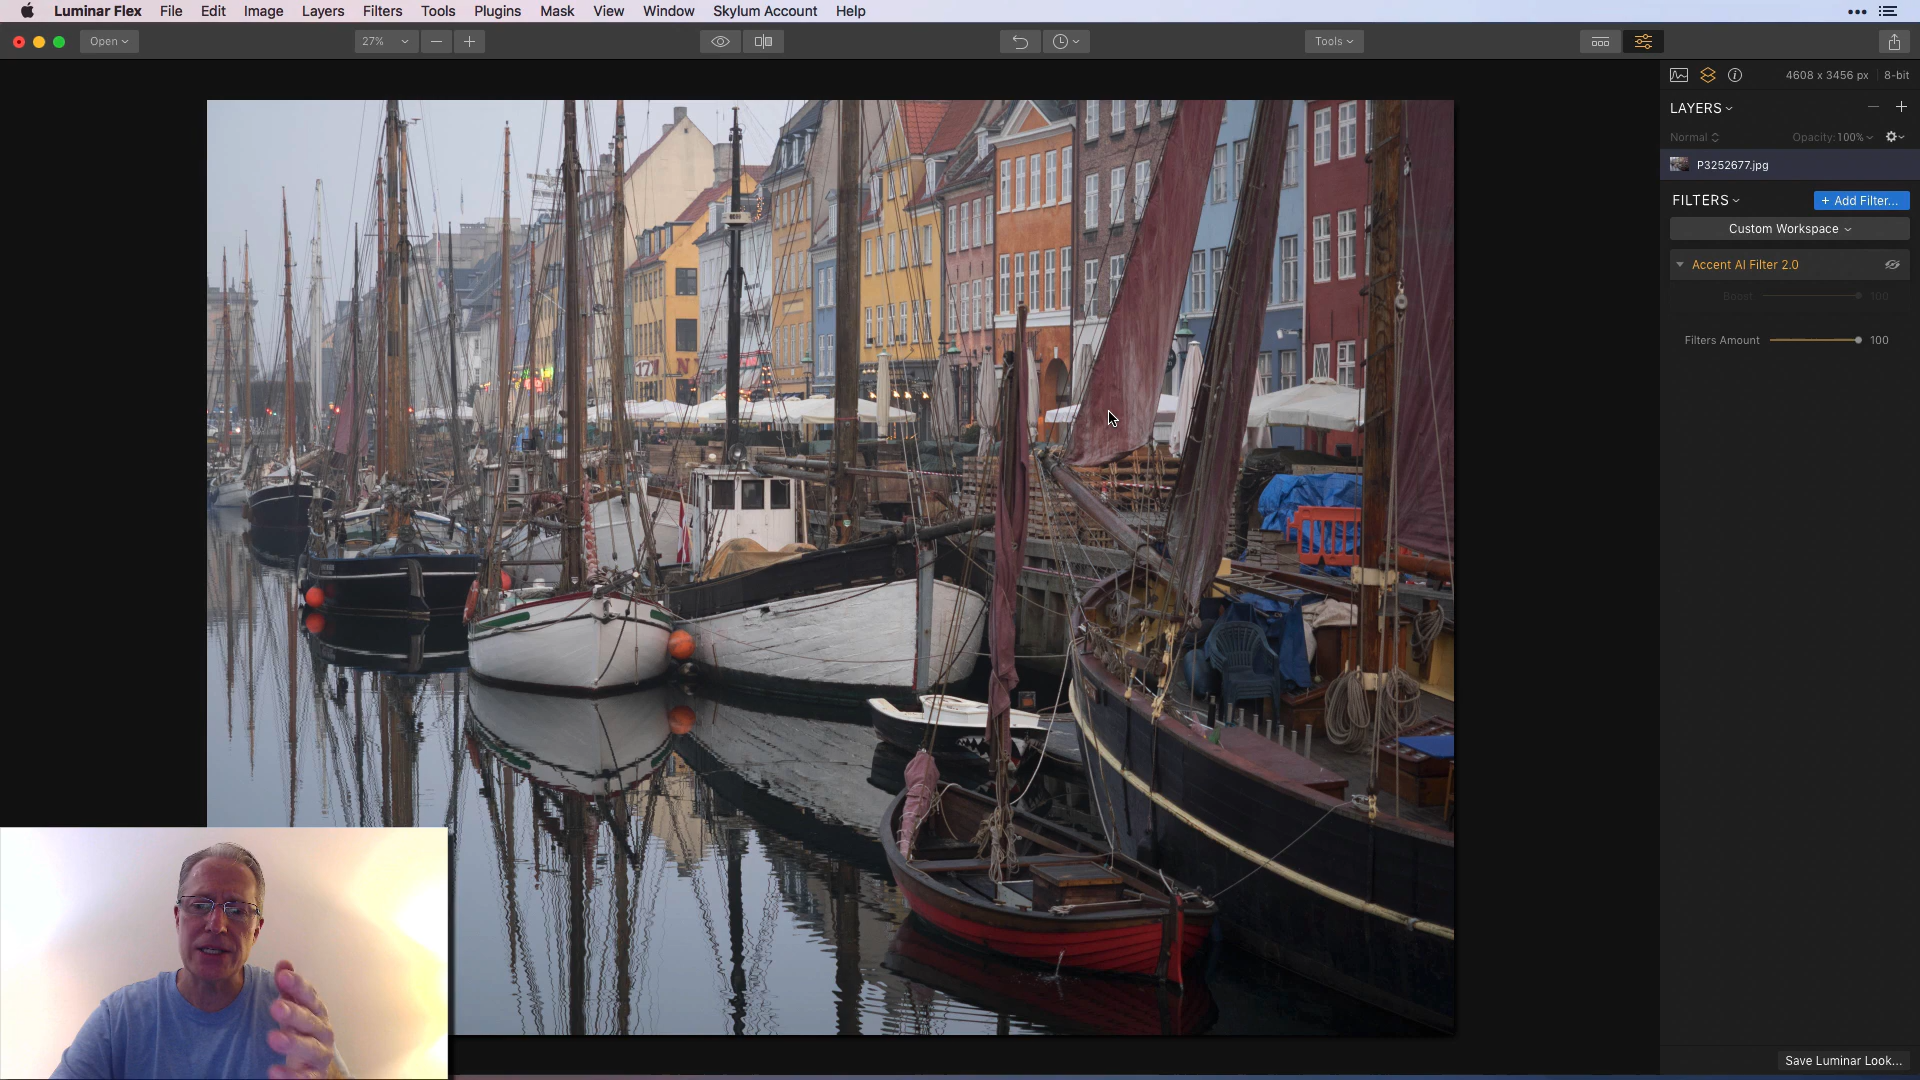 Luminar Flex File Edit Image Layers Filters Tools Plugins Mask View Window Skylum Account Help
Open 27% Tools
4608 x 3456 px 8-bit
LAYERS
Normal Opacity: 100%
P3252677.jpg
FILTERS + Add Filter...
Custom Workspace
Accent AI Filter 2.0
Boost 100
Filters Amount 100
Save Luminar Look...